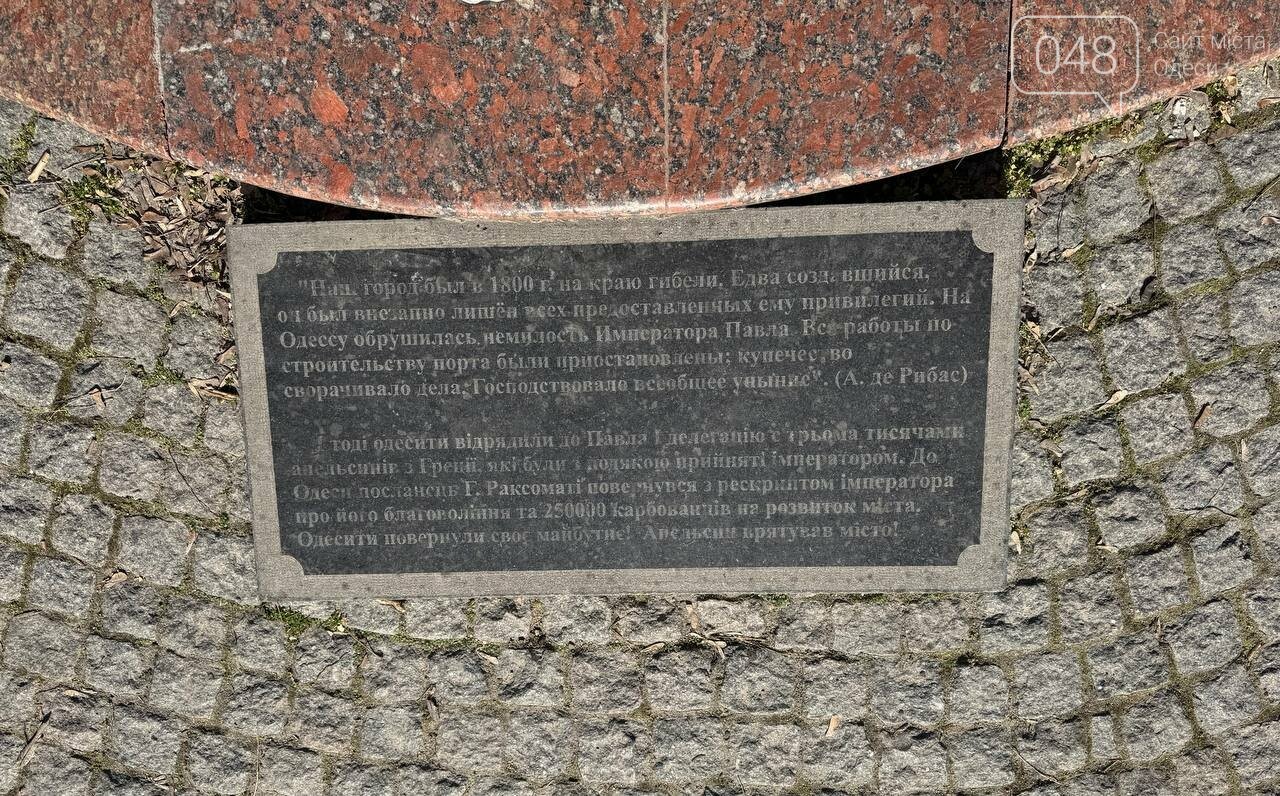 048
Сайт міста
Одеса
"Наш город был в 1800 г. на краю гибели. Едва создавшийся,
он был внезапно лишён всех предоставленных ему привилегий. На
Одессу обрушилась немилость Императора Павла. Все работы по
строительству порта были приостановлены; купечество
сворачивало дела. Господствовало всеобщее уныние". (А. де Рибас)
І тоді одесити відрядили до Павла І делегацію с трьома тисячами
апельсинів з Греції, які були з подякою прийняті імператором. До
Одеси посланець Г. Раксоматі повернувся з рескриптом імператора
про його благовоління та 250000 карбованців на розвиток міста.
Одесити повернули своє майбутнє! Апельсин врятував місто!